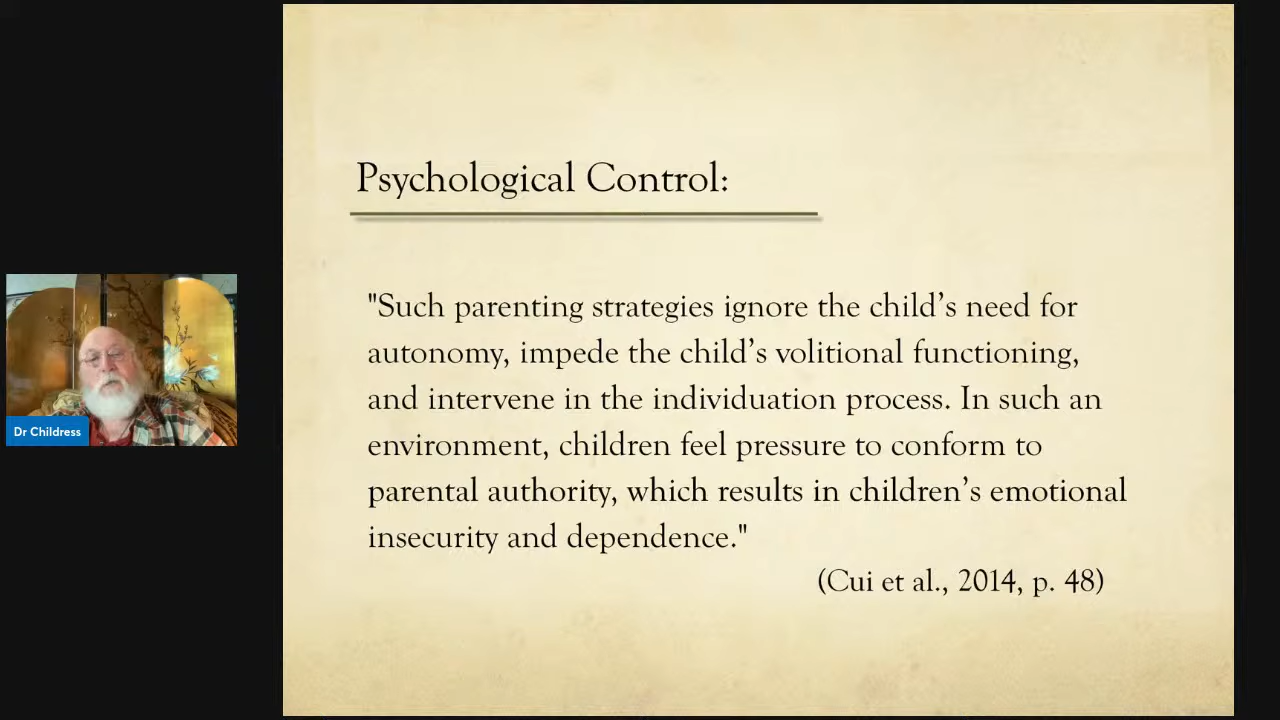 Psychological Control:
"Such parenting strategies ignore the child’s need for
autonomy, impede the child’s volitional functioning,
and intervene in the individuation process. In such an
environment, children feel pressure to conform to
parental authority, which results in children’s emotional
insecurity and dependence."
(Cui et al., 2014, p. 48)
Dr Childress